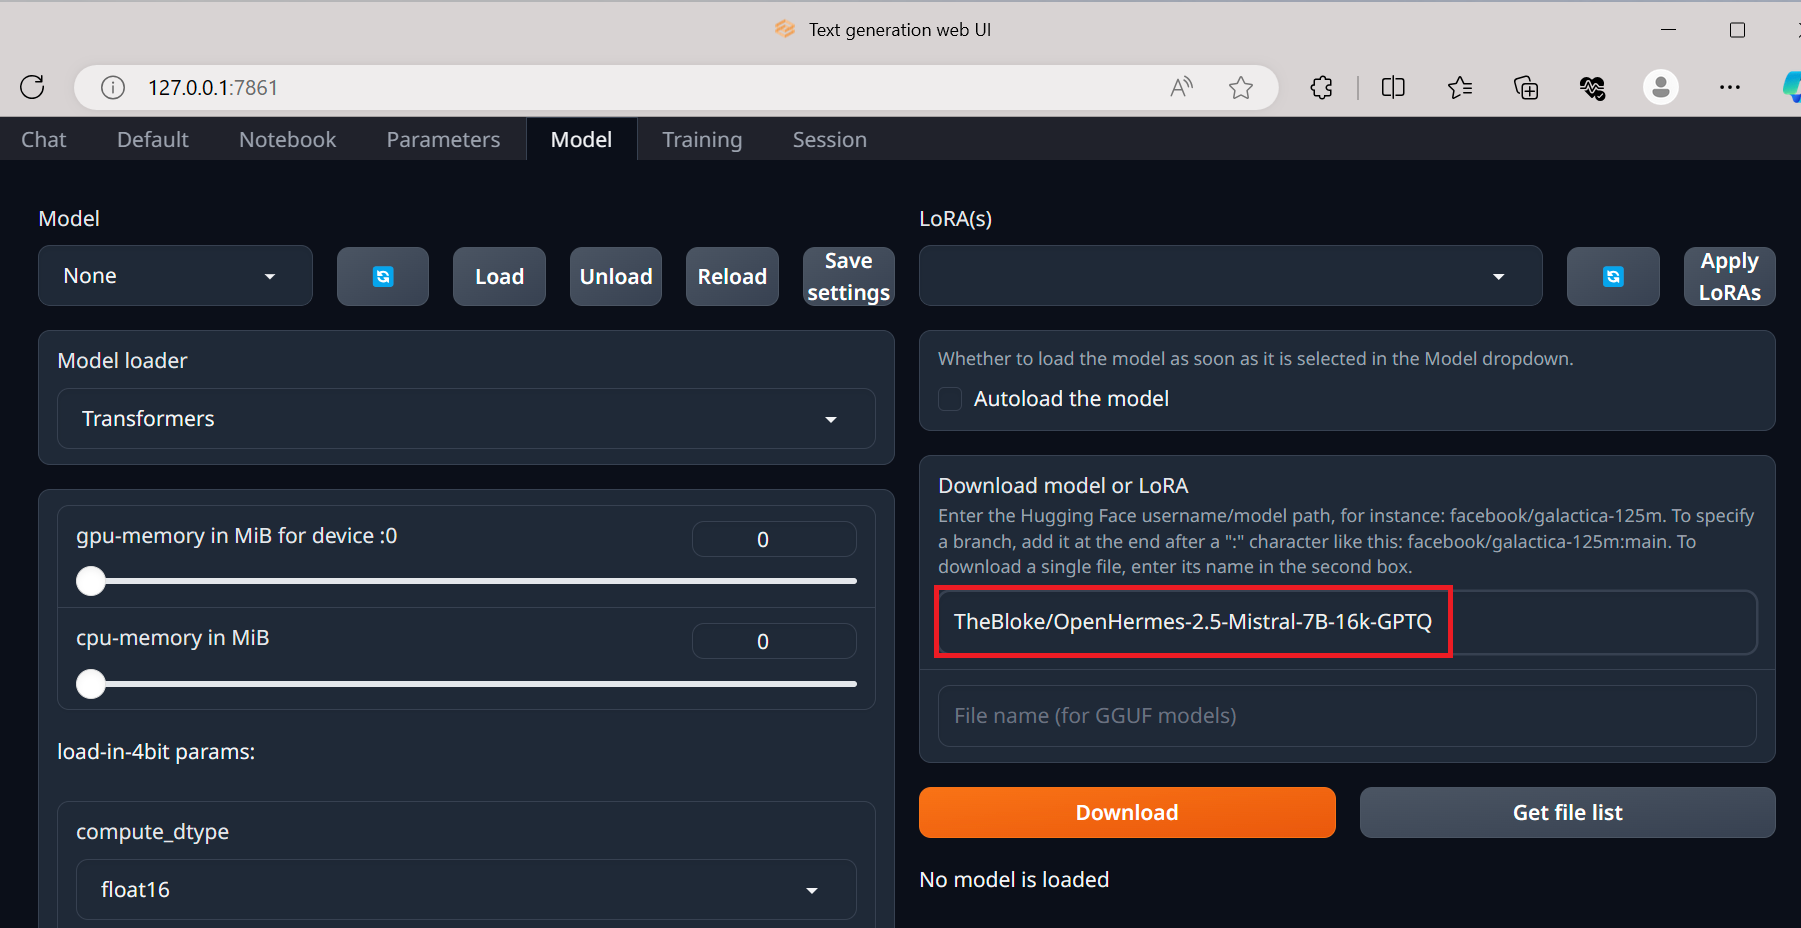 Text generation web UI
127.0.0.1:7861
Chat
Default
Notebook
Parameters
Model
Training
Session
Model
None
Load
Unload
Reload
Save
settings
Model loader
Transformers
gpu-memory in MiB for device :0
0
cpu-memory in MiB
0
load-in-4bit params:
compute_dtype
float16
LoRA(s)
Apply
LoRAs
Whether to load the model as soon as it is selected in the Model dropdown.
Autoload the model
Download model or LoRA
Enter the Hugging Face username/model path, for instance: facebook/galactica-125m. To specify
a branch, add it at the end after a ":" character like this: facebook/galactica-125m:main. To
download a single file, enter its name in the second box.
TheBloke/OpenHermes-2.5-Mistral-7B-16k-GPTQ
File name (for GGUF models)
Download
Get file list
No model is loaded